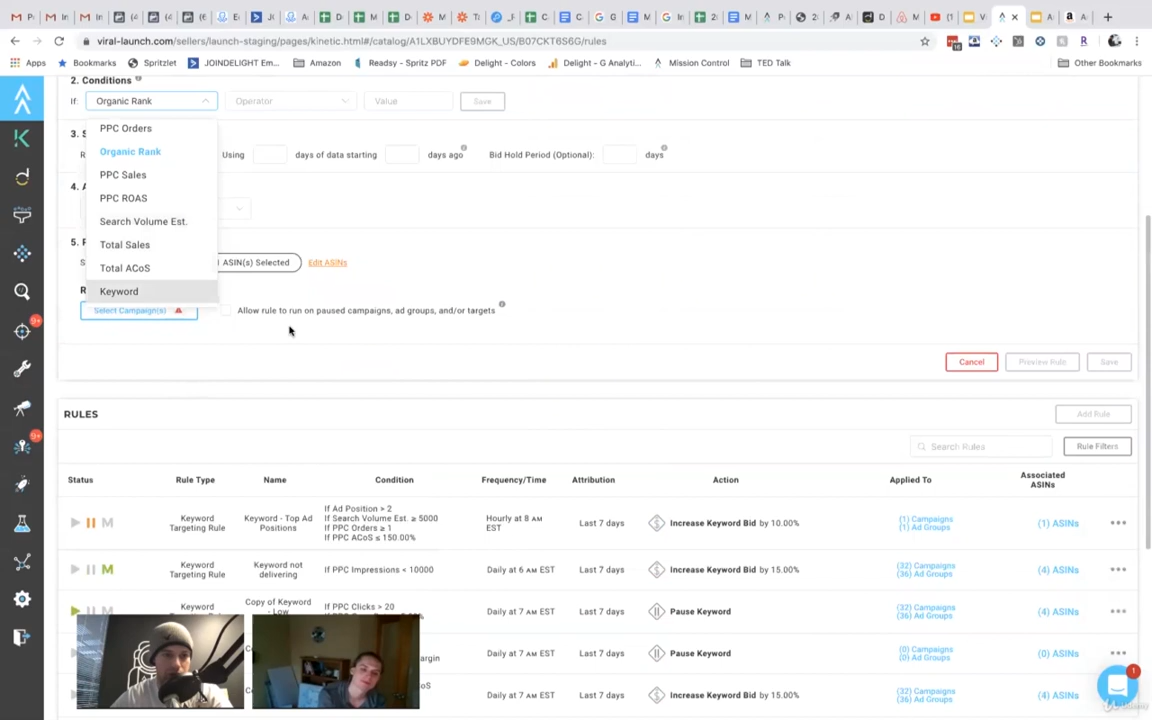 viral-launch.com/sellers/launch-staging/pages/kinetic.html#/catalog/A1LXBUYDFE9MGK_US/B07CKT6S6G/rules
Apps
Bookmarks
Spritzlet
JOINDELIGHT Em...
Amazon
Readsy - Spritz PDF
Delight - Colors
Delight - G Analyti...
Mission Control
TED Talk
Other Bookmarks
2. Conditions
If:
Organic Rank
Operator
Value
Save
PPC Orders
Organic Rank
PPC Sales
PPC ROAS
Search Volume Est.
Total Sales
Total ACoS
Keyword
3. S
R
Using
days of data starting
days ago
Bid Hold Period (Optional):
days
4. A
5. R
S
ASIN(s) Selected
Edit ASINs
R
Select Campaign(s)
Allow rule to run on paused campaigns, ad groups, and/or targets
Cancel
Preview Rule
Save
RULES
Add Rule
Search Rules
Rule Filters
Status
Rule Type
Name
Condition
Frequency/Time
Attribution
Action
Applied To
Associated
ASINs
Keyword
Targeting Rule
Keyword - Top Ad
Positions
If Ad Position > 2
If Search Volume Est. ≥ 5000
If PPC Orders ≥ 1
If PPC ACoS ≤ 150.00%
Hourly at 8 AM
EST
Last 7 days
Increase Keyword Bid by 10.00%
(1) Campaigns
(1) Ad Groups
(1) ASINs
M
Keyword
Targeting Rule
Keyword not
delivering
If PPC Impressions < 10000
Daily at 6 AM EST
Last 7 days
Increase Keyword Bid by 15.00%
(32) Campaigns
(36) Ad Groups
(4) ASINs
M
Keyword
Targeting Rule
Copy of Keyword
- Low
If PPC Clicks > 20
Daily at 7 AM EST
Last 7 days
Pause Keyword
(32) Campaigns
(36) Ad Groups
(4) ASINs
Daily at 7 AM EST
Last 7 days
Pause Keyword
(0) Campaigns
(0) Ad Groups
(0) ASINs
Daily at 7 AM EST
Last 7 days
Increase Keyword Bid by 15.00%
(32) Campaigns
(36) Ad Groups
(4) ASINs
9+
9+
1
Udemy